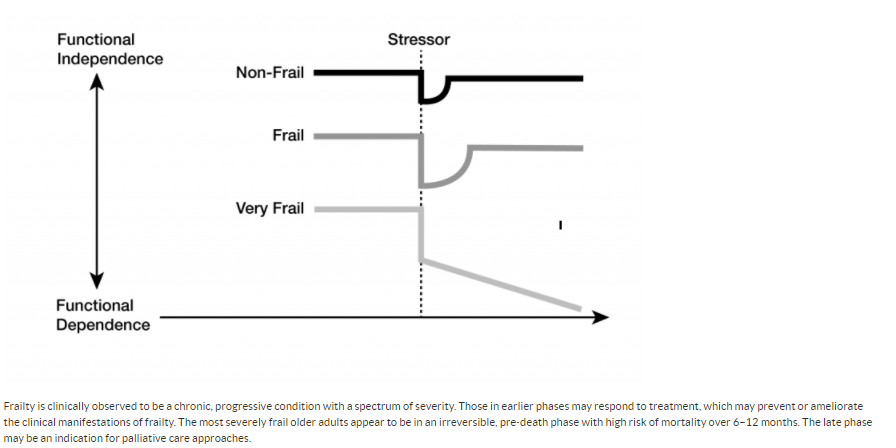 Functional
Independence
Stressor
Non-Frail
Frail
Very Frail
Functional
Dependence
Frailty is clinically observed to be a chronic, progressive condition with a spectrum of severity. Those in earlier phases may respond to treatment, which may prevent or ameliorate
the clinical manifestations of frailty. The most severely frail older adults appear to be in an irreversible, pre-death phase with high risk of mortality over 6–12 months. The late phase
may be an indication for palliative care approaches.